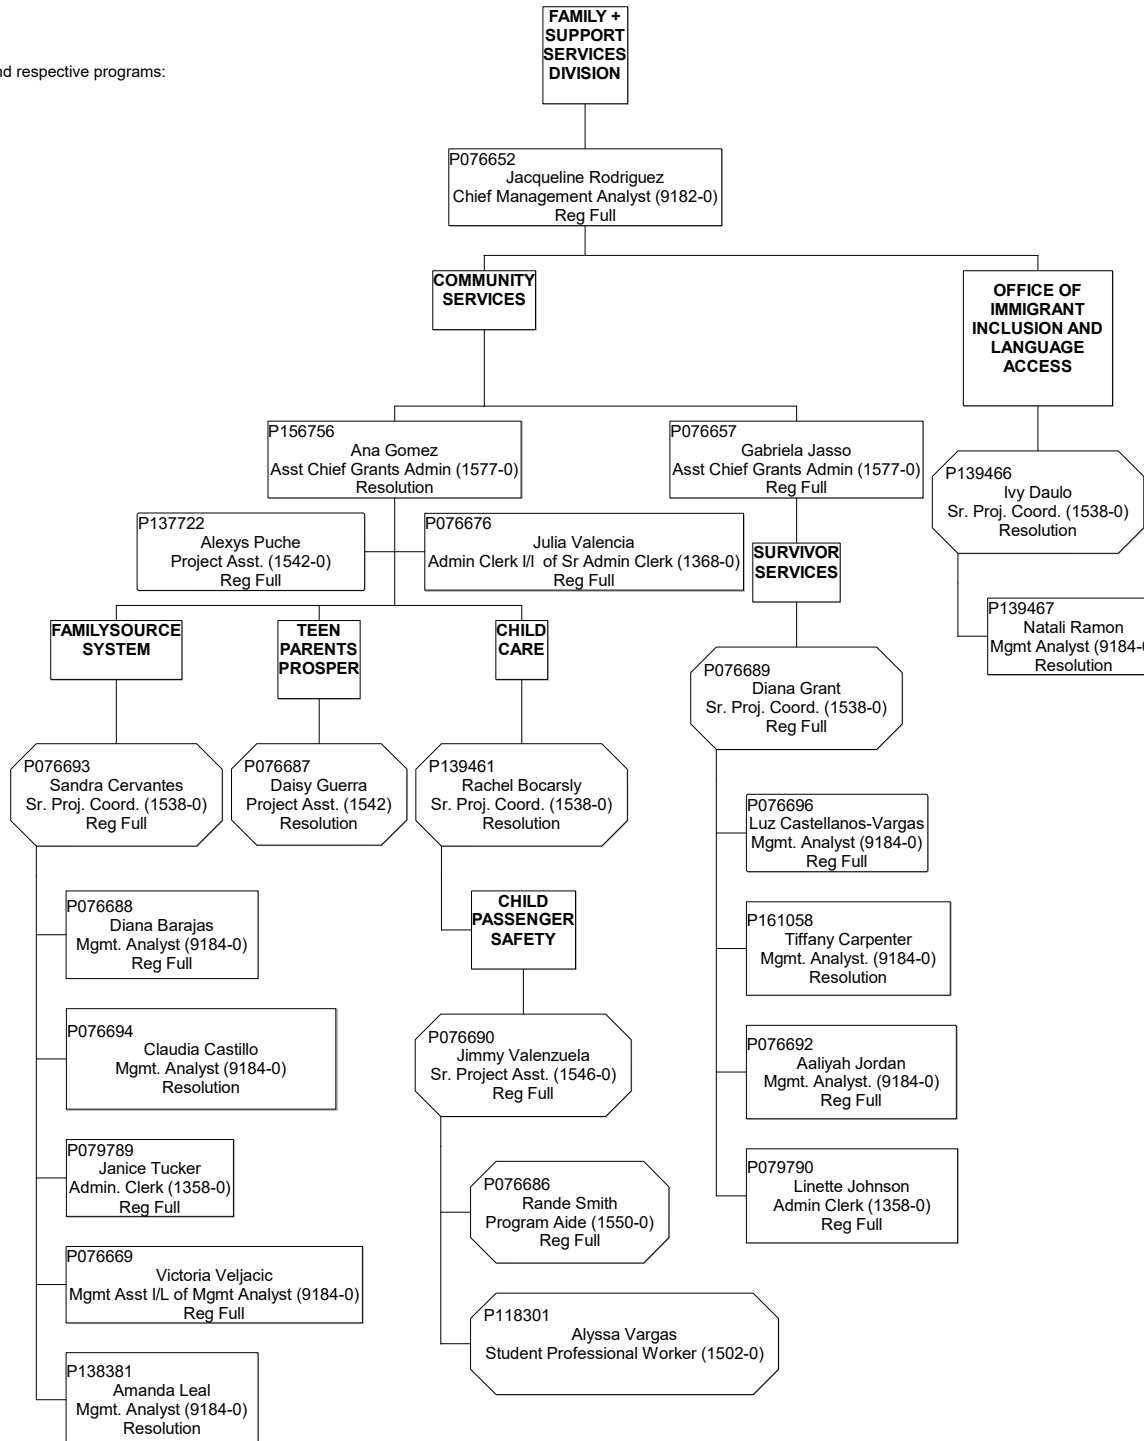 FAMILY +
SUPPORT
SERVICES
DIVISION
nd respective programs:
P076652
Jacqueline Rodriguez
Chief Management Analyst (9182-0)
Reg Full
COMMUNITY
SERVICES
OFFICE OF
IMMIGRANT
INCLUSION AND
LANGUAGE
ACCESS
P156756
Ana Gomez
Asst Chief Grants Admin (1577-0)
Resolution
P076657
Gabriela Jasso
Asst Chief Grants Admin (1577-0)
Reg Full
P139466
Ivy Daulo
Sr. Proj. Coord. (1538-0)
Resolution
P137722
Alexys Puche
Project Asst. (1542-0)
Reg Full
P076676
Julia Valencia
Admin Clerk I/l of Sr Admin Clerk (1368-0)
Reg Full
SURVIVOR
SERVICES
P139467
Natali Ramon
Mgmt Analyst (9184-0
Resolution
FAMILYSOURCE
SYSTEM
TEEN
PARENTS
PROSPER
CHILD
CARE
P076689
Diana Grant
Sr. Proj. Coord. (1538-0)
Reg Full
P076693
Sandra Cervantes
Sr. Proj. Coord. (1538-0)
Reg Full
P076687
Daisy Guerra
Project Asst. (1542)
Resolution
P139461
Rachel Bocarsly
Sr. Proj. Coord. (1538-0)
Resolution
P076696
Luz Castellanos-Vargas
Mgmt. Analyst (9184-0)
Reg Full
P076688
Diana Barajas
Mgmt. Analyst (9184-0)
Reg Full
CHILD
PASSENGER
SAFETY
P161058
Tiffany Carpenter
Mgmt. Analyst. (9184-0)
Resolution
P076694
Claudia Castillo
Mgmt. Analyst (9184-0)
Resolution
P076690
Jimmy Valenzuela
Sr. Project Asst. (1546-0)
Reg Full
P076692
Aaliyah Jordan
Mgmt. Analyst. (9184-0)
Reg Full
P079789
Janice Tucker
Admin. Clerk (1358-0)
Reg Full
P076686
Rande Smith
Program Aide (1550-0)
Reg Full
P079790
Linette Johnson
Admin Clerk (1358-0)
Reg Full
P076669
Victoria Veljacic
Mgmt Asst I/L of Mgmt Analyst (9184-0)
Reg Full
P118301
Alyssa Vargas
Student Professional Worker (1502-0)
P138381
Amanda Leal
Mgmt. Analyst (9184-0)
Resolution